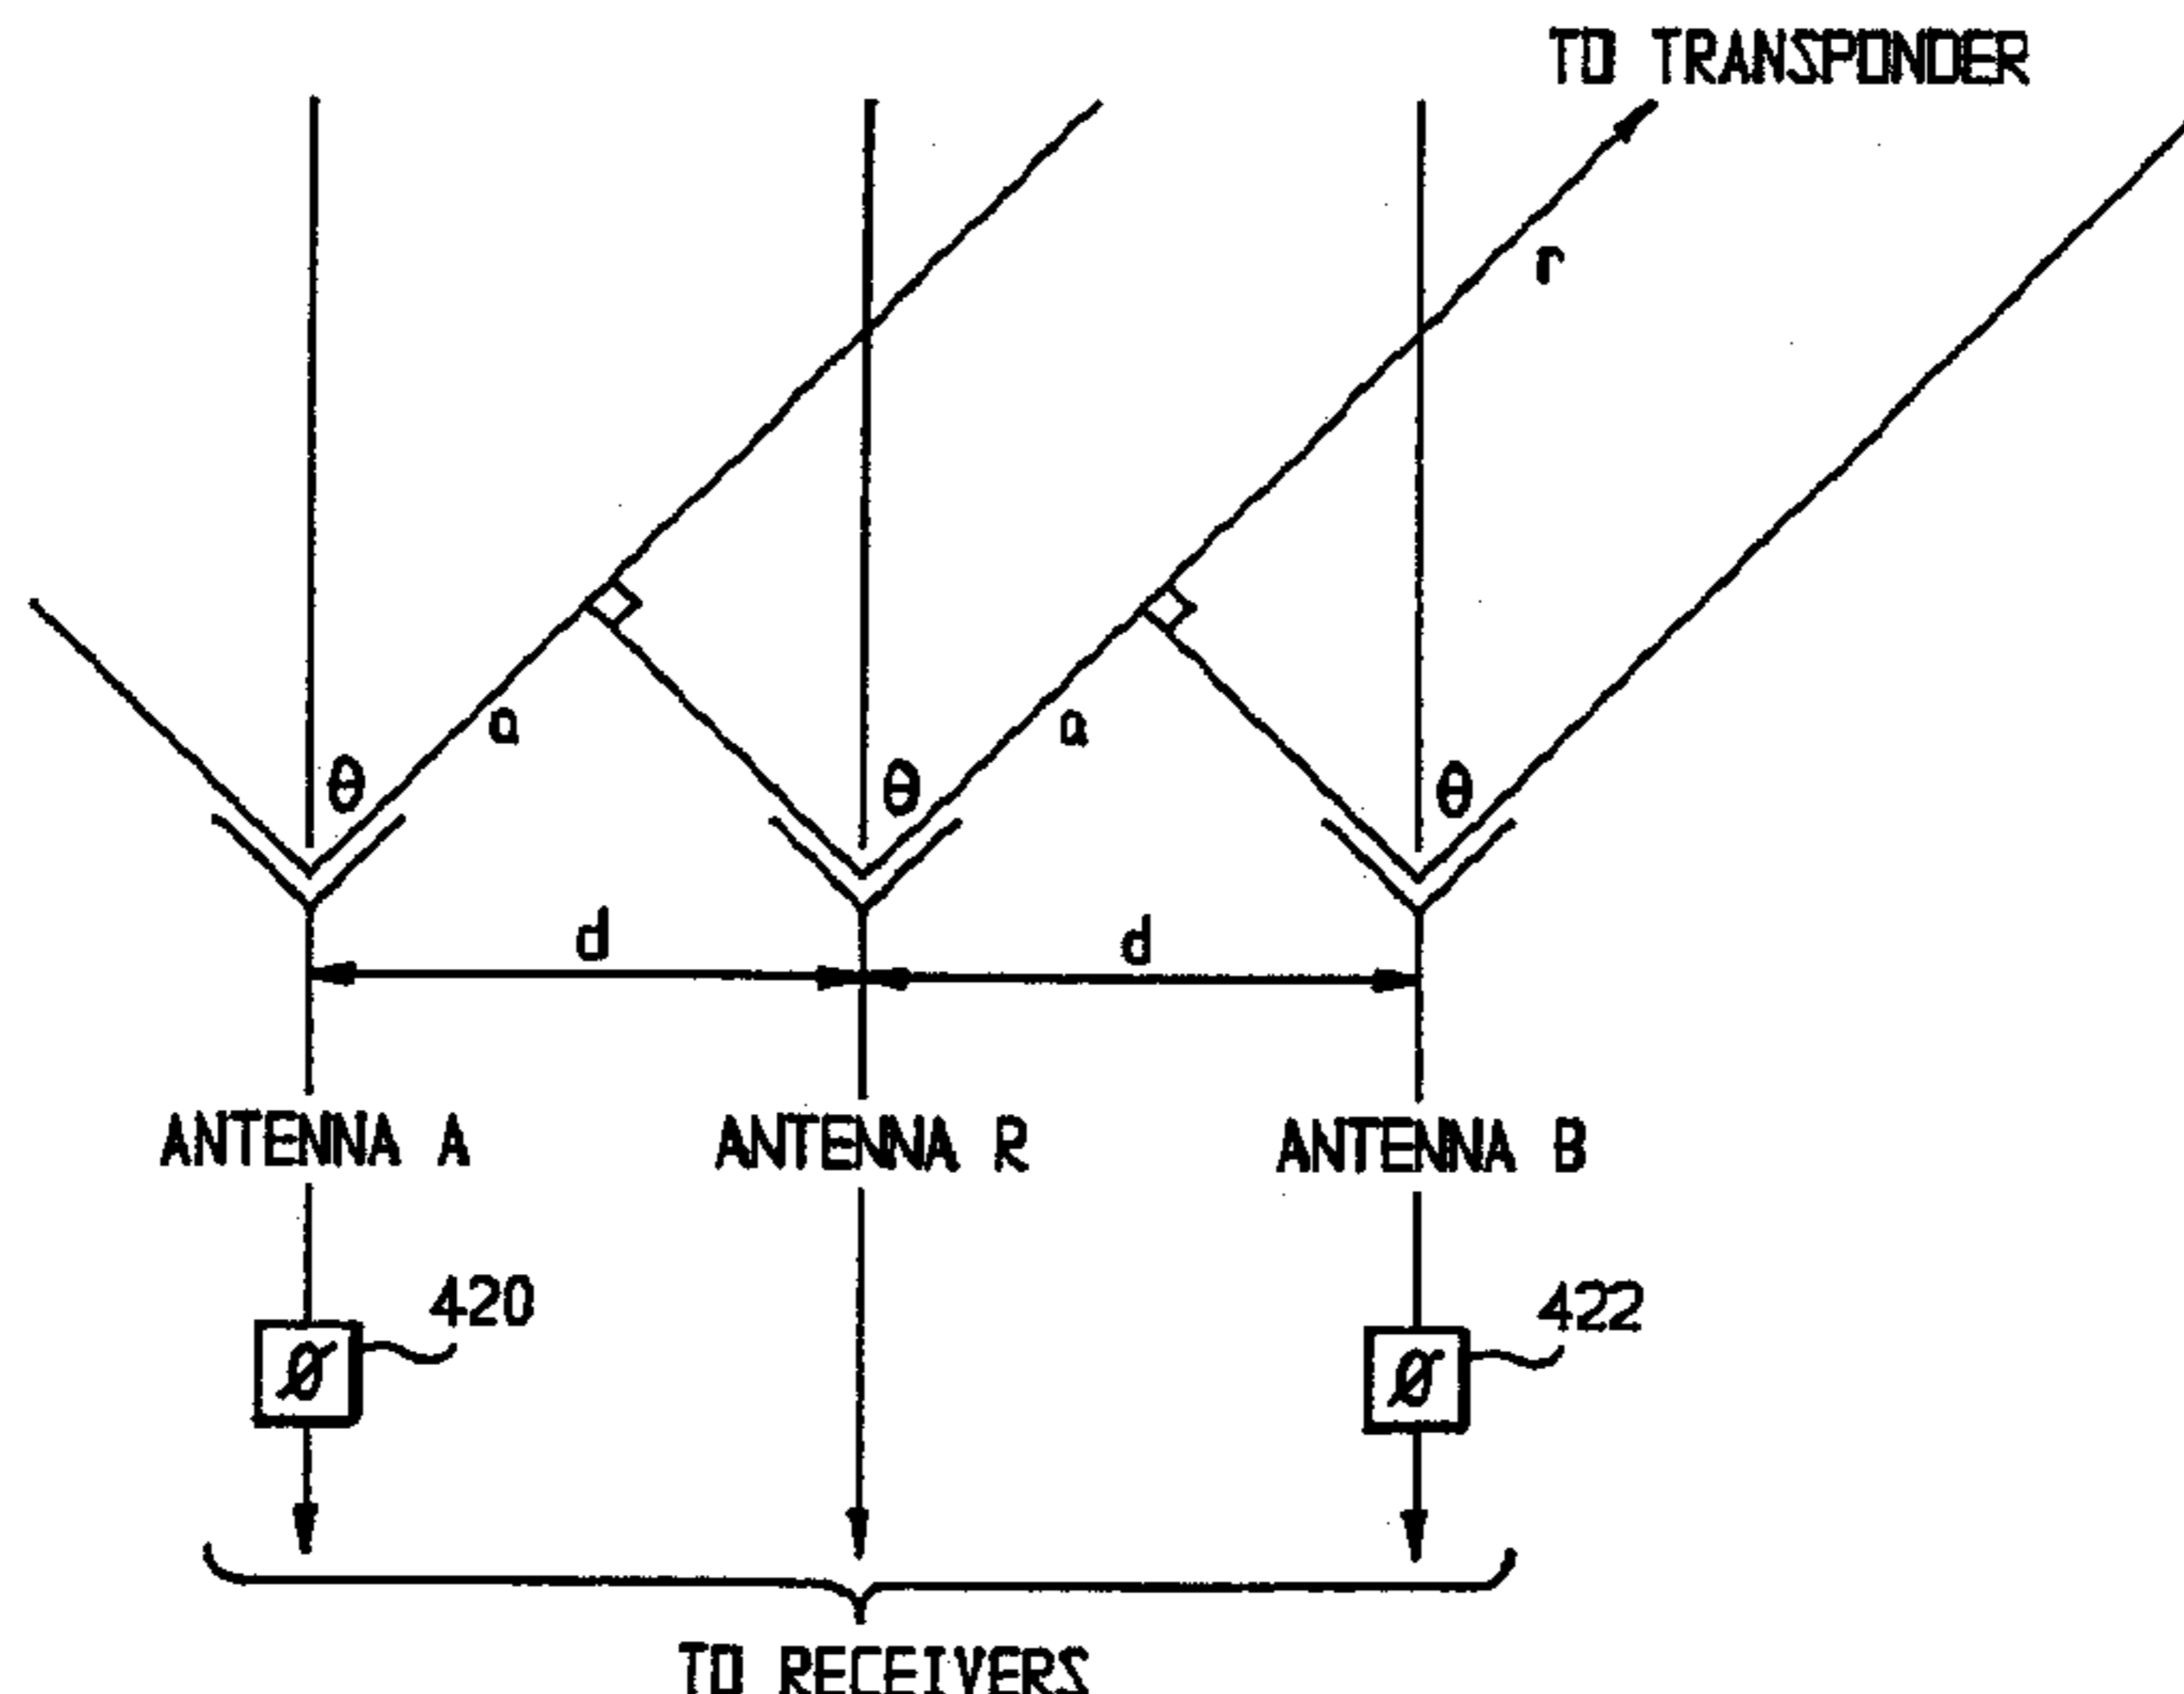 TO TRANSPONDER
r
a
a
θ
θ
θ
d
d
ANTENNA A
ANTENNA R
ANTENNA B
420
422
Ø
Ø
TO RECEIVERS